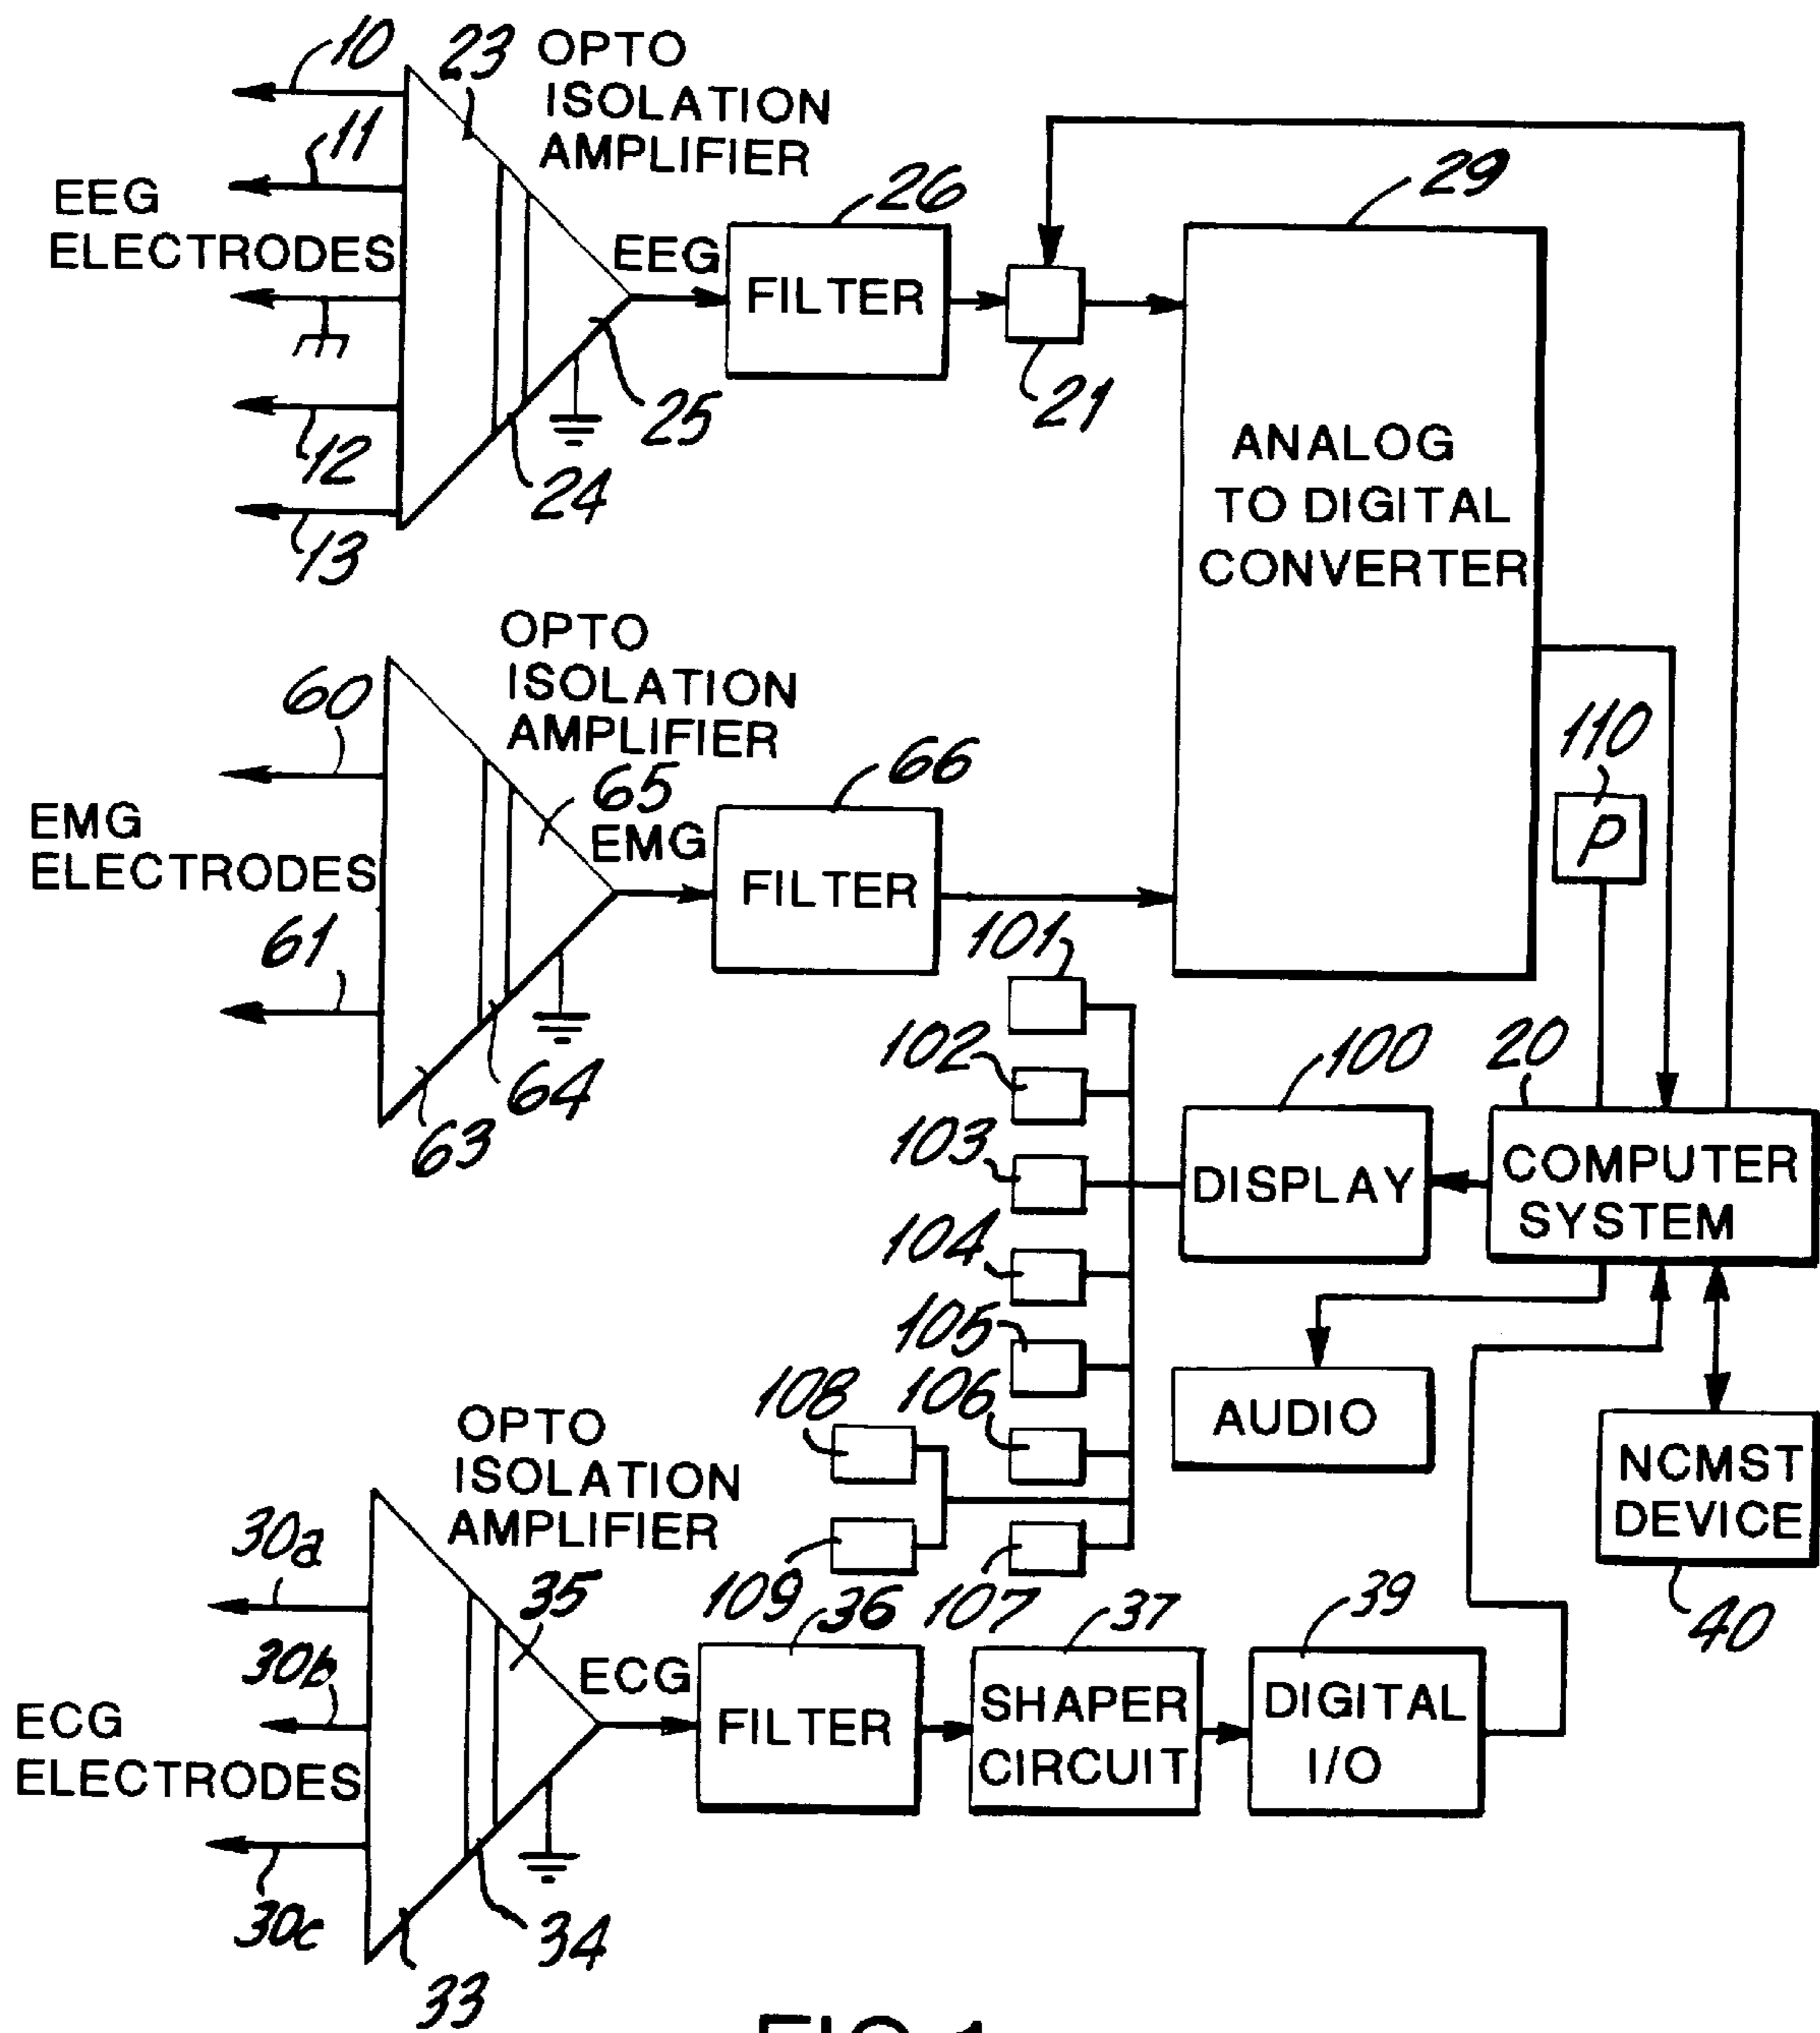 10
23
OPTO
ISOLATION
AMPLIFIER
11
EEG
ELECTRODES
12
13
24
25
EEG
26
FILTER
21
29
ANALOG
TO DIGITAL
CONVERTER
OPTO
ISOLATION
AMPLIFIER
60
EMG
ELECTRODES
61
63
64
65
EMG
66
FILTER
110
P
101
102
103
104
105
106
107
108
109
100
DISPLAY
20
COMPUTER
SYSTEM
AUDIO
NCMST
DEVICE
40
OPTO
ISOLATION
AMPLIFIER
30a
30b
ECG
ELECTRODES
30c
33
34
35
ECG
36
FILTER
37
SHAPER
CIRCUIT
39
DIGITAL
I/O
FIG.1